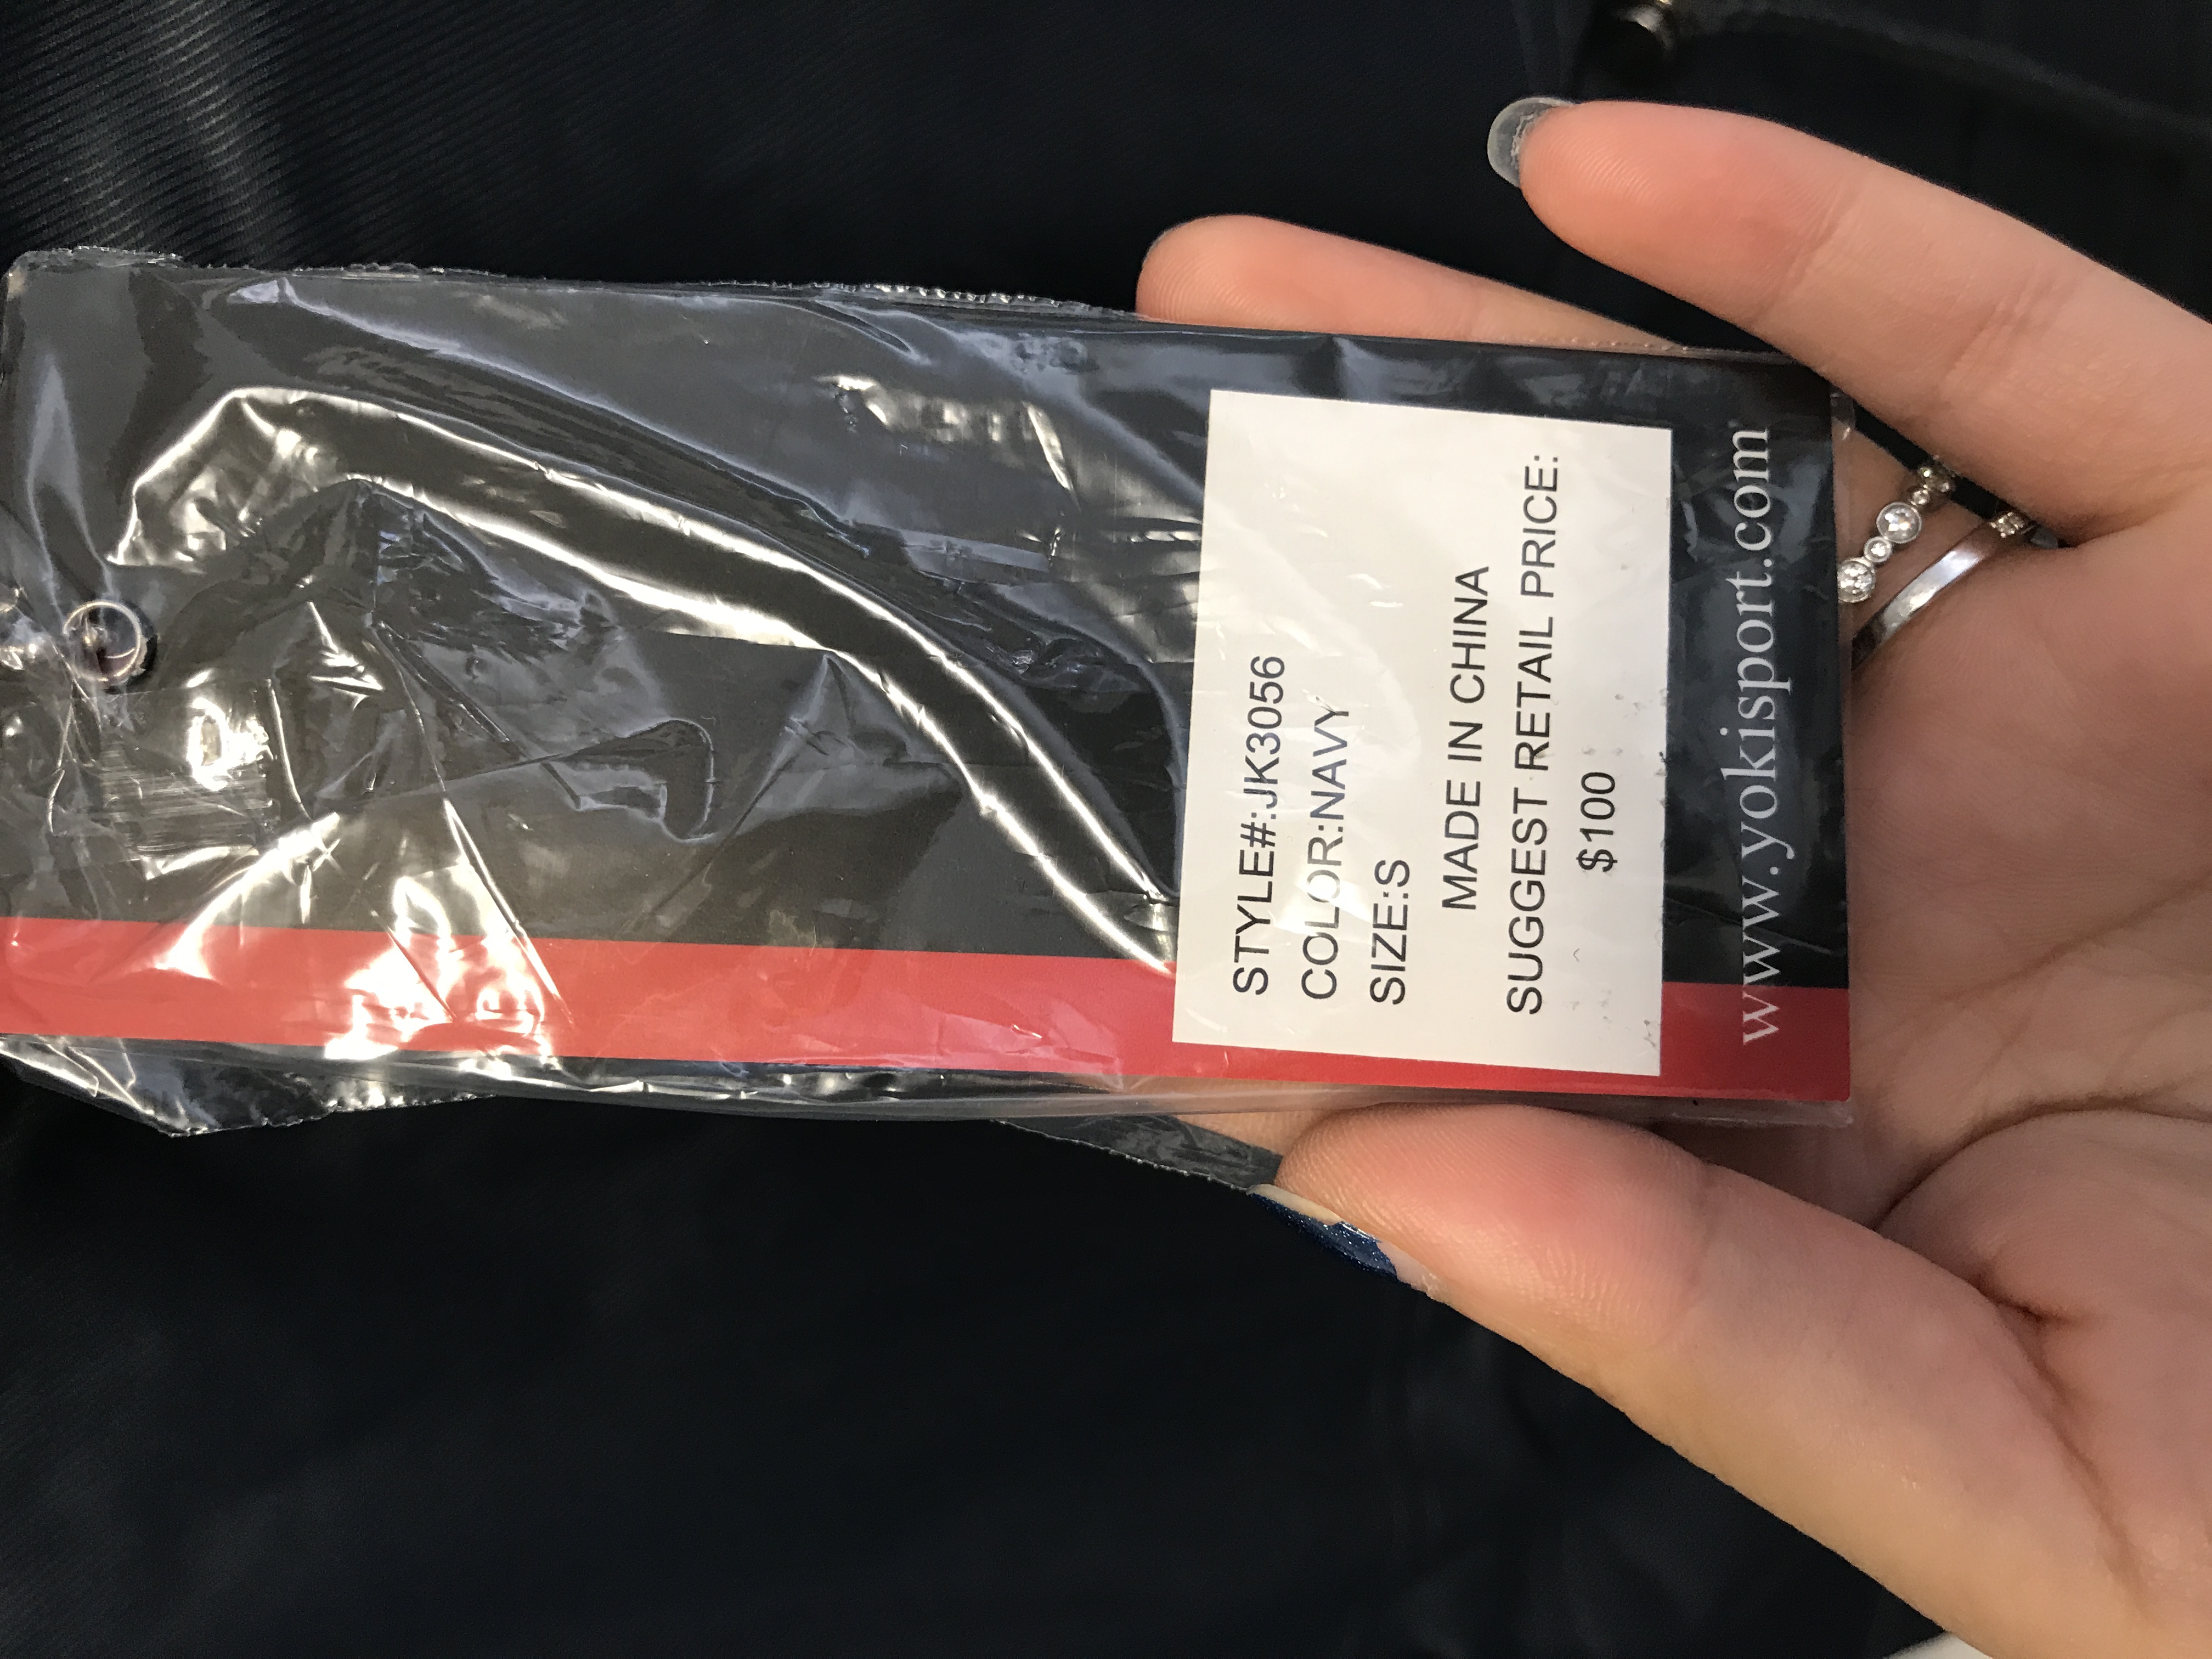 STYLE#:JK3056
COLOR:NAVY
SIZE:S
MADE IN CHINA
SUGGEST RETAIL PRICE:
$100
www.yokisport.com